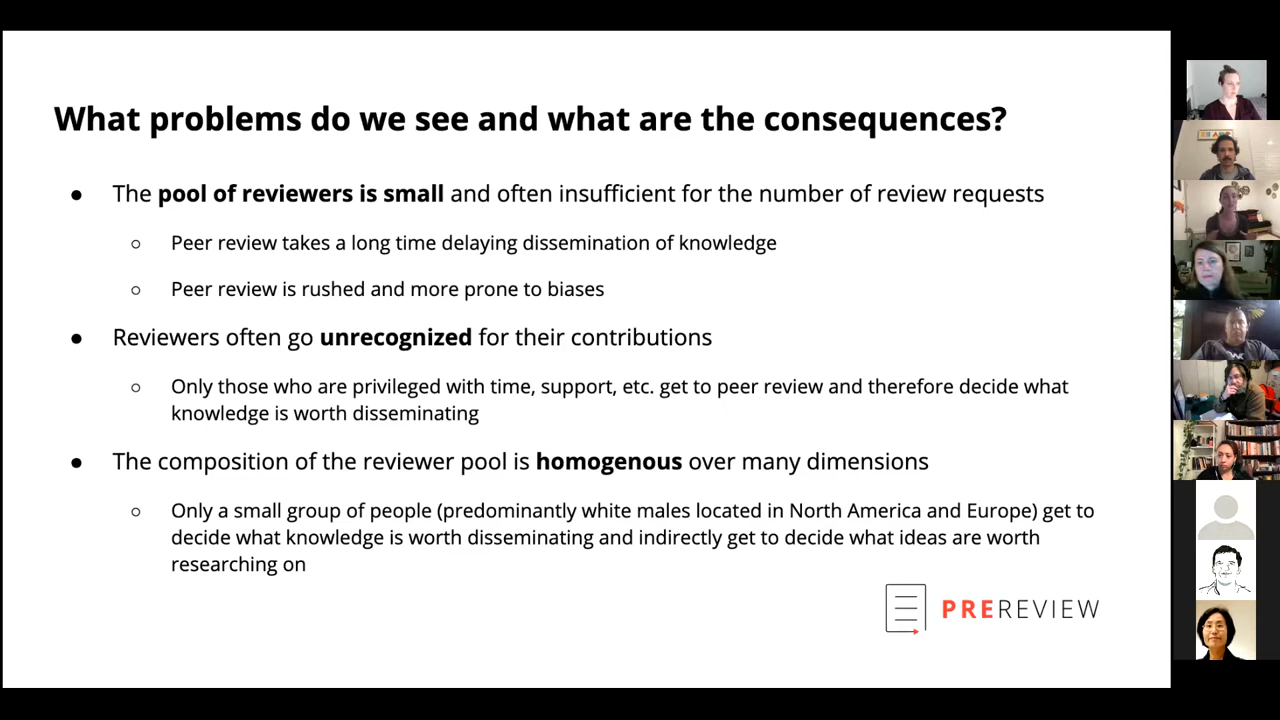 What problems do we see and what are the consequences?
● The pool of reviewers is small and often insufficient for the number of review requests
○ Peer review takes a long time delaying dissemination of knowledge
○ Peer review is rushed and more prone to biases
● Reviewers often go unrecognized for their contributions
○ Only those who are privileged with time, support, etc. get to peer review and therefore decide what
knowledge is worth disseminating
● The composition of the reviewer pool is homogenous over many dimensions
○ Only a small group of people (predominantly white males located in North America and Europe) get to
decide what knowledge is worth disseminating and indirectly get to decide what ideas are worth
researching on
PREREVIEW